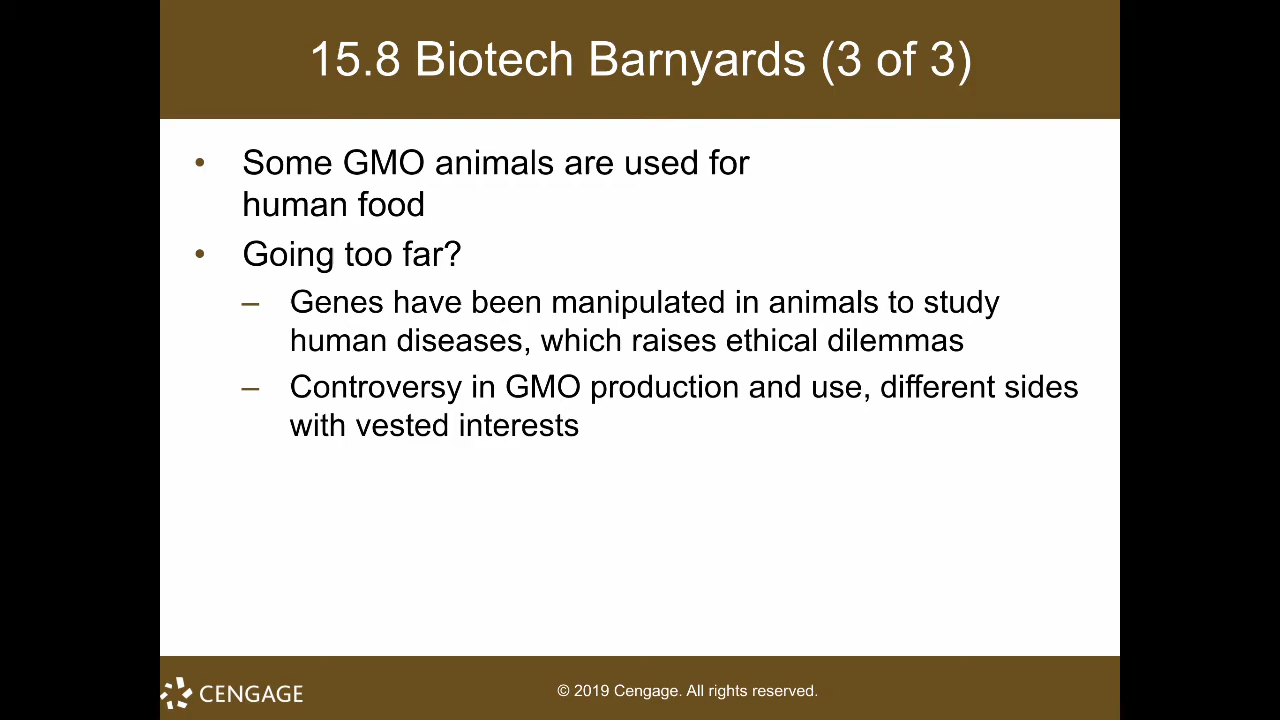 15.8 Biotech Barnyards (3 of 3)
• Some GMO animals are used for
human food
• Going too far?
– Genes have been manipulated in animals to study
human diseases, which raises ethical dilemmas
– Controversy in GMO production and use, different sides
with vested interests
CENGAGE
© 2019 Cengage. All rights reserved.